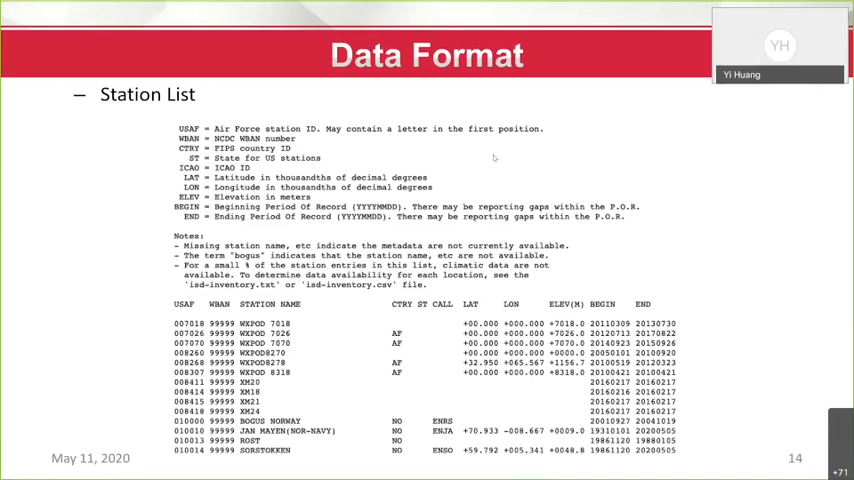 Data Format
YH
Yi Huang
– Station List
USAF = Air Force station ID. May contain a letter in the first position.
WBAN = NCDC WBAN number
CTRY = FIPS country ID
ST = State for US stations
ICAO = ICAO ID
LAT = Latitude in thousandths of decimal degrees
LON = Longitude in thousandths of decimal degrees
ELEV = Elevation in meters
BEGIN = Beginning Period Of Record (YYYYMMDD). There may be reporting gaps within the P.O.R.
END = Ending Period Of Record (YYYYMMDD). There may be reporting gaps within the P.O.R.
Notes:
- Missing station name, etc indicate the metadata are not currently available.
- The term "bogus" indicates that the station name, etc are not available.
- For a small % of the station entries in this list, climatic data are not
available. To determine data availability for each location, see the
'isd-inventory.txt' or 'isd-inventory.csv' file.
USAF WBAN STATION NAME CTRY ST CALL LAT LON ELEV(M) BEGIN END
007018 99999 WXPOD 7018 +00.000 +000.000 +7018.0 20110309 20130730
007026 99999 WXPOD 7026 AF +00.000 +000.000 +7026.0 20120713 20170822
007070 99999 WXPOD 7070 AF +00.000 +000.000 +7070.0 20140923 20150926
008260 99999 WXPOD8270 +00.000 +000.000 +0000.0 20050101 20100920
008268 99999 WXPOD8278 AF +32.950 +065.567 +1156.7 20100519 20120323
008307 99999 WXPOD 8318 AF +00.000 +000.000 +8318.0 20100421 20100421
008411 99999 XM20 20160217 20160217
008414 99999 XM18 20160216 20160217
008415 99999 XM21 20160217 20160217
008418 99999 XM24 20160217 20160217
010000 99999 BOGUS NORWAY NO ENRS 20010927 20041019
010010 99999 JAN MAYEN(NOR-NAVY) NO ENJA +70.933 -008.667 +0009.0 19310101 20200505
010013 99999 ROST NO 19861120 19880105
010014 99999 SORSTOKKEN NO ENSO +59.792 +005.341 +0048.8 19861120 20200505
May 11, 2020
14
+71